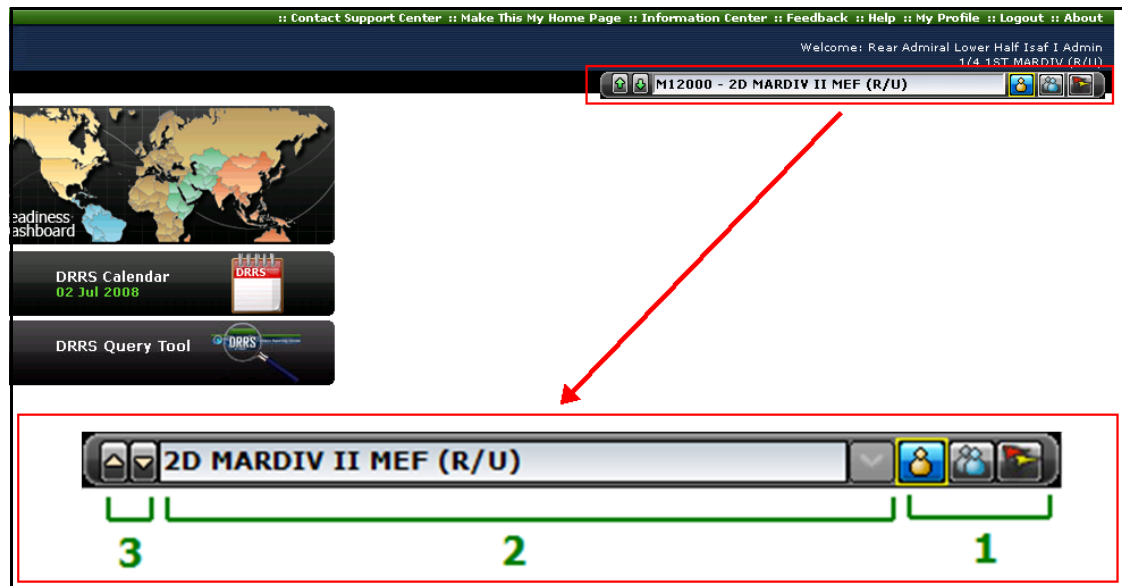 :: Contact Support Center :: Make This My Home Page :: Information Center :: Feedback :: Help :: My Profile :: Logout :: About
Welcome: Rear Admiral Lower Half Isaf I Admin
1/4 1ST MARDIV (R/U)
M12000 - 2D MARDIV II MEF (R/U)
eadiness
ashboard
DRRS Calendar
02 Jul 2008
DRRS
DRRS Query Tool
DRRS
2D MARDIV II MEF (R/U)
3
2
1